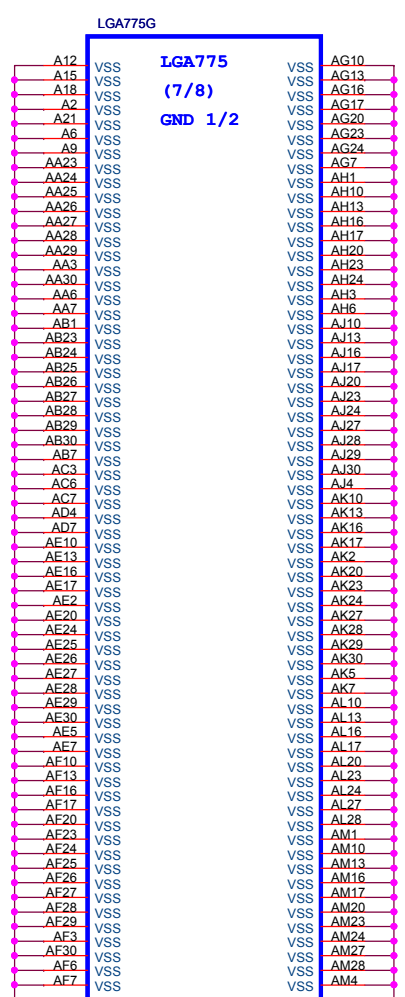 LGA775G
A12 VSS LGA775 VSS AG10
A15 VSS VSS AG13
A18 VSS (7/8) VSS AG16
A2 VSS VSS AG17
A21 VSS GND 1/2 VSS AG20
A6 VSS VSS AG23
A9 VSS VSS AG24
AA23 VSS VSS AG7
AA24 VSS VSS AH1
AA25 VSS VSS AH10
AA26 VSS VSS AH13
AA27 VSS VSS AH16
AA28 VSS VSS AH17
AA29 VSS VSS AH20
AA3 VSS VSS AH23
AA30 VSS VSS AH24
AA6 VSS VSS AH3
AA7 VSS VSS AH6
AB1 VSS VSS AJ10
AB23 VSS VSS AJ13
AB24 VSS VSS AJ16
AB25 VSS VSS AJ17
AB26 VSS VSS AJ20
AB27 VSS VSS AJ23
AB28 VSS VSS AJ24
AB29 VSS VSS AJ27
AB30 VSS VSS AJ28
AB7 VSS VSS AJ29
AC3 VSS VSS AJ30
AC6 VSS VSS AJ4
AC7 VSS VSS AK10
AD4 VSS VSS AK13
AD7 VSS VSS AK16
AE10 VSS VSS AK17
AE13 VSS VSS AK2
AE16 VSS VSS AK20
AE17 VSS VSS AK23
AE2 VSS VSS AK24
AE20 VSS VSS AK27
AE24 VSS VSS AK28
AE25 VSS VSS AK29
AE26 VSS VSS AK30
AE27 VSS VSS AK5
AE28 VSS VSS AK7
AE29 VSS VSS AL10
AE30 VSS VSS AL13
AE5 VSS VSS AL16
AE7 VSS VSS AL17
AF10 VSS VSS AL20
AF13 VSS VSS AL23
AF16 VSS VSS AL24
AF17 VSS VSS AL27
AF20 VSS VSS AL28
AF23 VSS VSS AM1
AF24 VSS VSS AM10
AF25 VSS VSS AM13
AF26 VSS VSS AM16
AF27 VSS VSS AM17
AF28 VSS VSS AM20
AF29 VSS VSS AM23
AF3 VSS VSS AM24
AF30 VSS VSS AM27
AF6 VSS VSS AM28
AF7 VSS VSS AM4